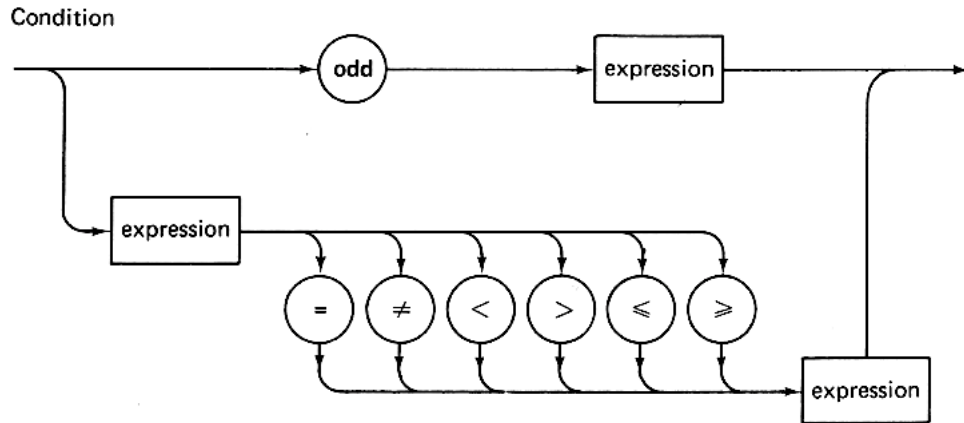 Condition
odd
expression
expression
= ≠ < > ⩽ ⩾
expression